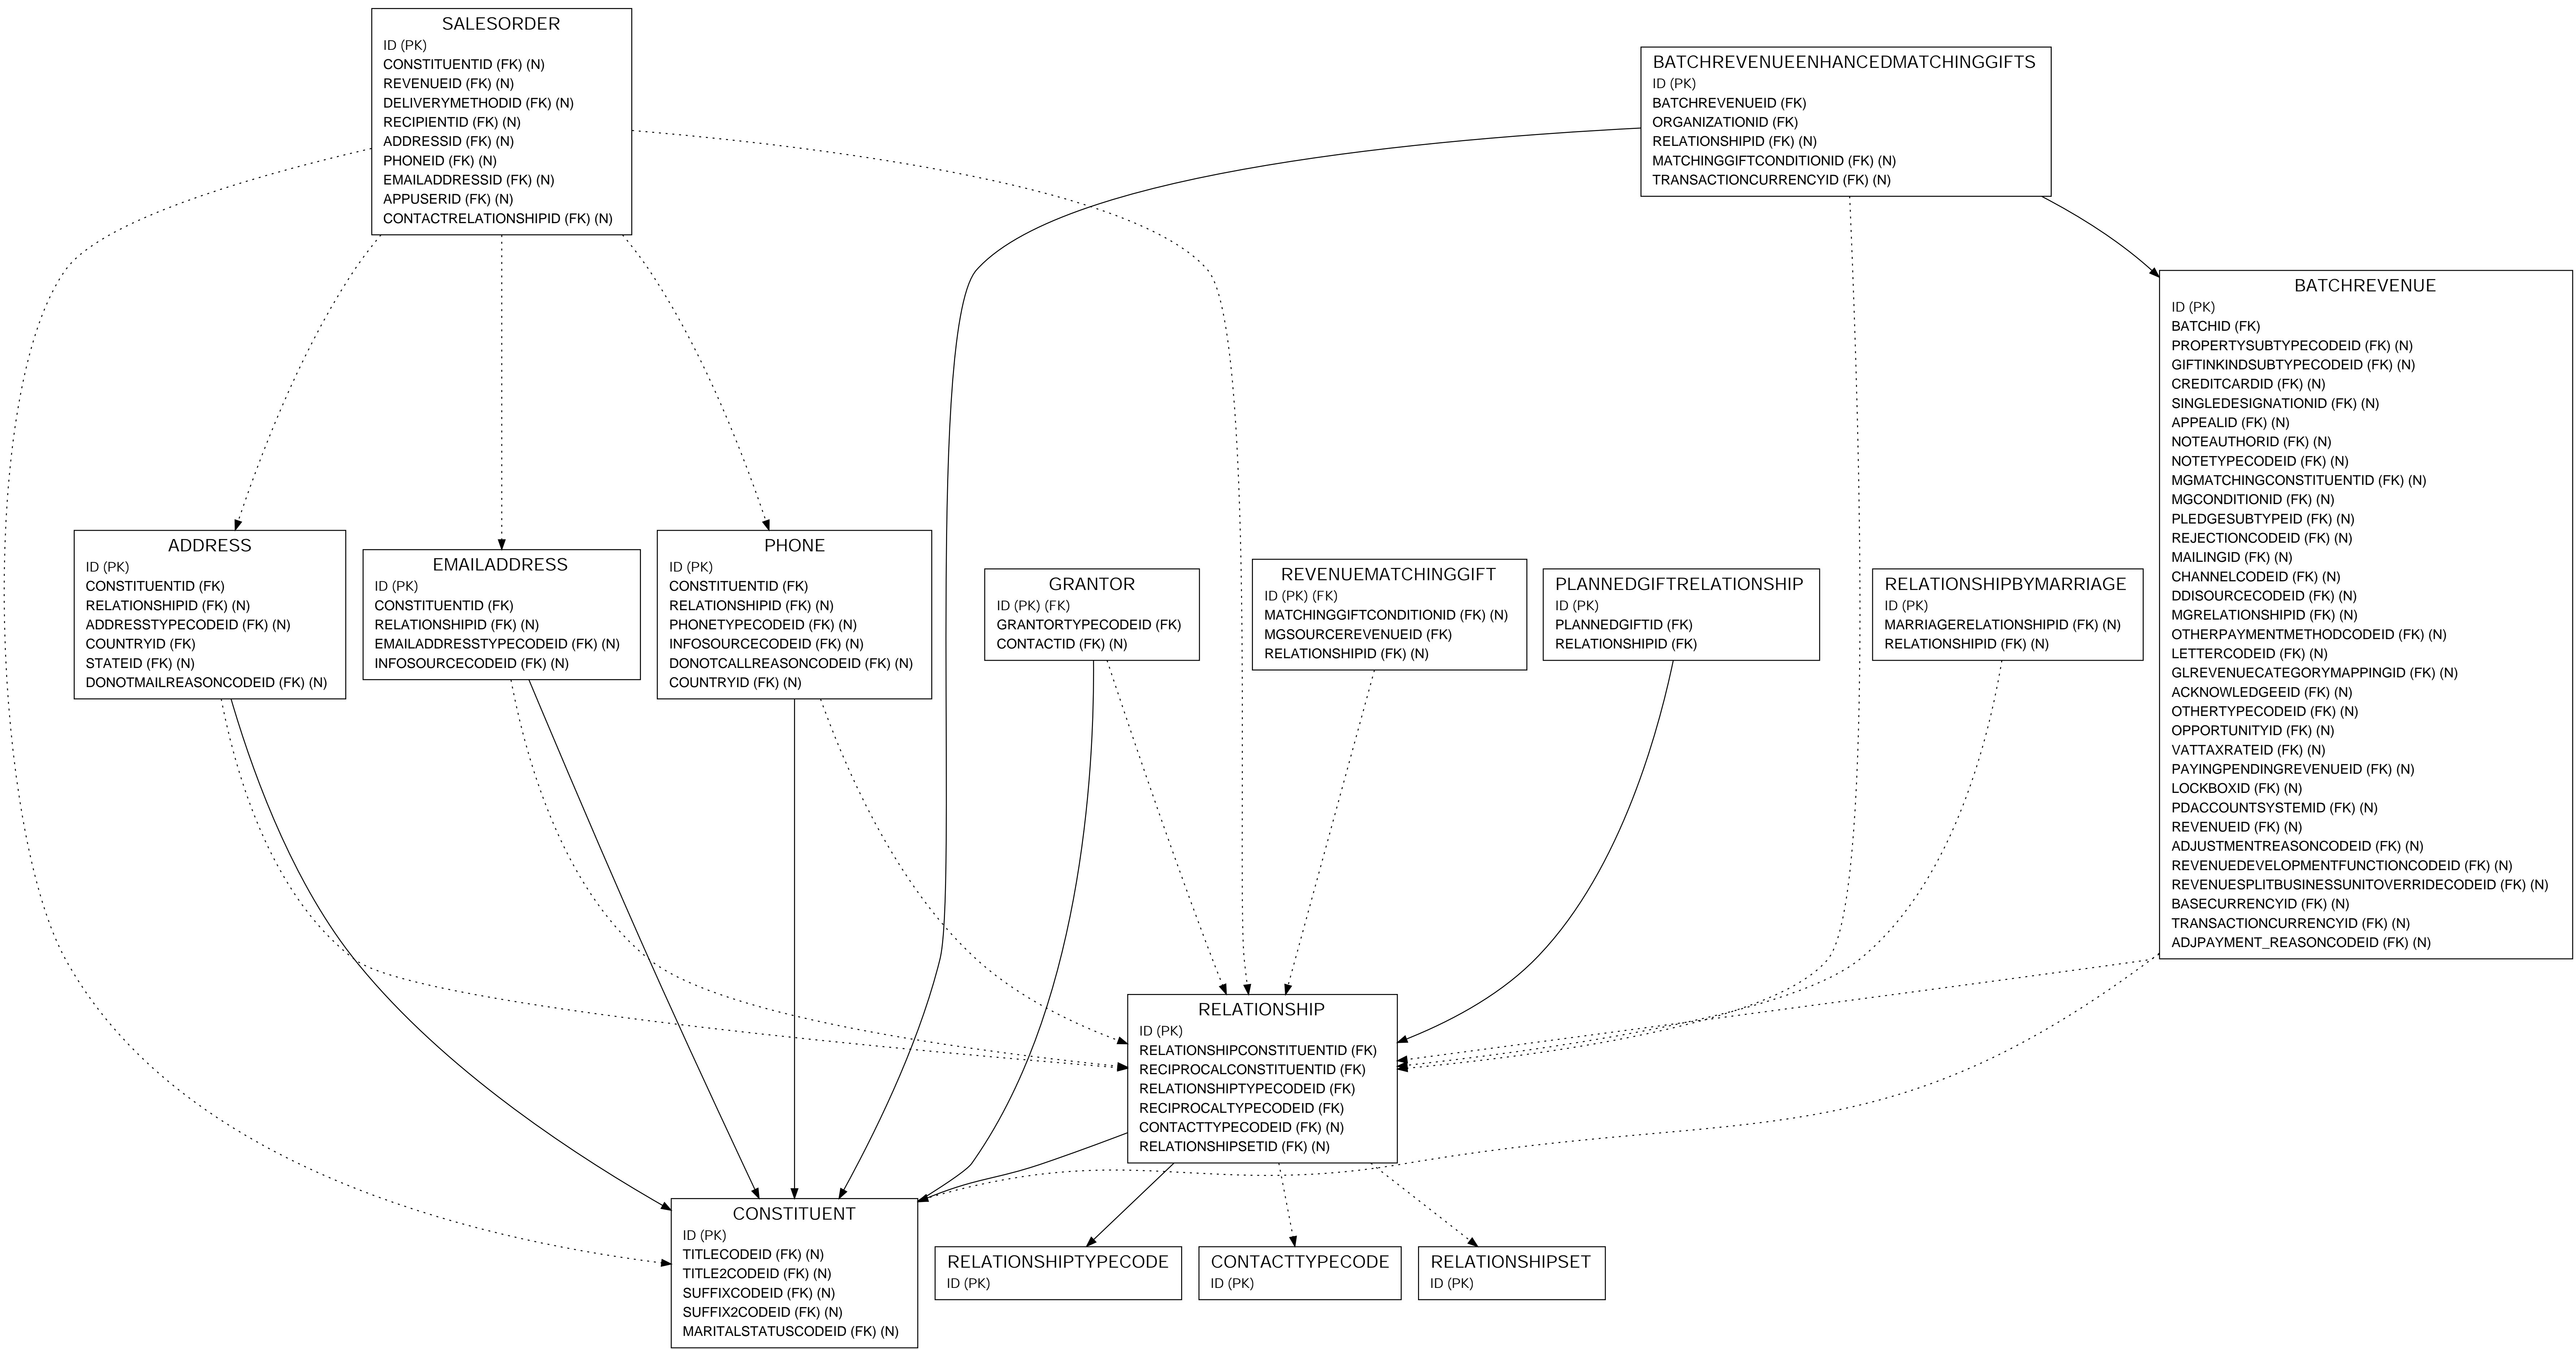 SALESORDER
ID (PK)
CONSTITUENTID (FK) (N)
REVENUEID (FK) (N)
DELIVERYMETHODID (FK) (N)
RECIPIENTID (FK) (N)
ADDRESSID (FK) (N)
PHONEID (FK) (N)
EMAILADDRESSID (FK) (N)
APPUSERID (FK) (N)
CONTACTRELATIONSHIPID (FK) (N)
BATCHREVENUEENHANCEDMATCHINGGIFTS
ID (PK)
BATCHREVENUEID (FK)
ORGANIZATIONID (FK)
RELATIONSHIPID (FK) (N)
MATCHINGGIFTCONDITIONID (FK) (N)
TRANSACTIONCURRENCYID (FK) (N)
BATCHREVENUE
ID (PK)
BATCHID (FK)
PROPERTYSUBTYPECODEID (FK) (N)
GIFTINKINDSUBTYPECODEID (FK) (N)
CREDITCARDID (FK) (N)
SINGLEDESIGNATIONID (FK) (N)
APPEALID (FK) (N)
NOTEAUTHORID (FK) (N)
NOTETYPECODEID (FK) (N)
MGMATCHINGCONSTITUENTID (FK) (N)
MGCONDITIONID (FK) (N)
PLEDGESUBTYPEID (FK) (N)
REJECTIONCODEID (FK) (N)
MAILINGID (FK) (N)
CHANNELCODEID (FK) (N)
DDISOURCECODEID (FK) (N)
MGRELATIONSHIPID (FK) (N)
OTHERPAYMENTMETHODCODEID (FK) (N)
LETTERCODEID (FK) (N)
GLREVENUECATEGORYMAPPINGID (FK) (N)
ACKNOWLEDGEEID (FK) (N)
OTHERTYPECODEID (FK) (N)
OPPORTUNITYID (FK) (N)
VATTAXRATEID (FK) (N)
PAYINGPENDINGREVENUEID (FK) (N)
LOCKBOXID (FK) (N)
PDACCOUNTSYSTEMID (FK) (N)
REVENUEID (FK) (N)
ADJUSTMENTREASONCODEID (FK) (N)
REVENUEDEVELOPMENTFUNCTIONCODEID (FK) (N)
REVENUESPLITBUSINESSUNITOVERRIDECODEID (FK) (N)
BASECURRENCYID (FK) (N)
TRANSACTIONCURRENCYID (FK) (N)
ADJPAYMENT_REASONCODEID (FK) (N)
ADDRESS
ID (PK)
CONSTITUENTID (FK)
RELATIONSHIPID (FK) (N)
ADDRESSTYPECODEID (FK) (N)
COUNTRYID (FK)
STATEID (FK) (N)
DONOTMAILREASONCODEID (FK) (N)
EMAILADDRESS
ID (PK)
CONSTITUENTID (FK)
RELATIONSHIPID (FK) (N)
EMAILADDRESSTYPECODEID (FK) (N)
INFOSOURCECODEID (FK) (N)
PHONE
ID (PK)
CONSTITUENTID (FK)
RELATIONSHIPID (FK) (N)
PHONETYPECODEID (FK) (N)
INFOSOURCECODEID (FK) (N)
DONOTCALLREASONCODEID (FK) (N)
COUNTRYID (FK) (N)
GRANTOR
ID (PK) (FK)
GRANTORTYPECODEID (FK)
CONTACTID (FK) (N)
REVENUEMATCHINGGIFT
ID (PK) (FK)
MATCHINGGIFTCONDITIONID (FK) (N)
MGSOURCEREVENUEID (FK)
RELATIONSHIPID (FK) (N)
PLANNEDGIFTRELATIONSHIP
ID (PK)
PLANNEDGIFTID (FK)
RELATIONSHIPID (FK)
RELATIONSHIPBYMARRIAGE
ID (PK)
MARRIAGERELATIONSHIPID (FK) (N)
RELATIONSHIPID (FK) (N)
RELATIONSHIP
ID (PK)
RELATIONSHIPCONSTITUENTID (FK)
RECIPROCALCONSTITUENTID (FK)
RELATIONSHIPTYPECODEID (FK)
RECIPROCALTYPECODEID (FK)
CONTACTTYPECODEID (FK) (N)
RELATIONSHIPSETID (FK) (N)
CONSTITUENT
ID (PK)
TITLECODEID (FK) (N)
TITLE2CODEID (FK) (N)
SUFFIXCODEID (FK) (N)
SUFFIX2CODEID (FK) (N)
MARITALSTATUSCODEID (FK) (N)
RELATIONSHIPTYPECODE
ID (PK)
CONTACTTYPECODE
ID (PK)
RELATIONSHIPSET
ID (PK)